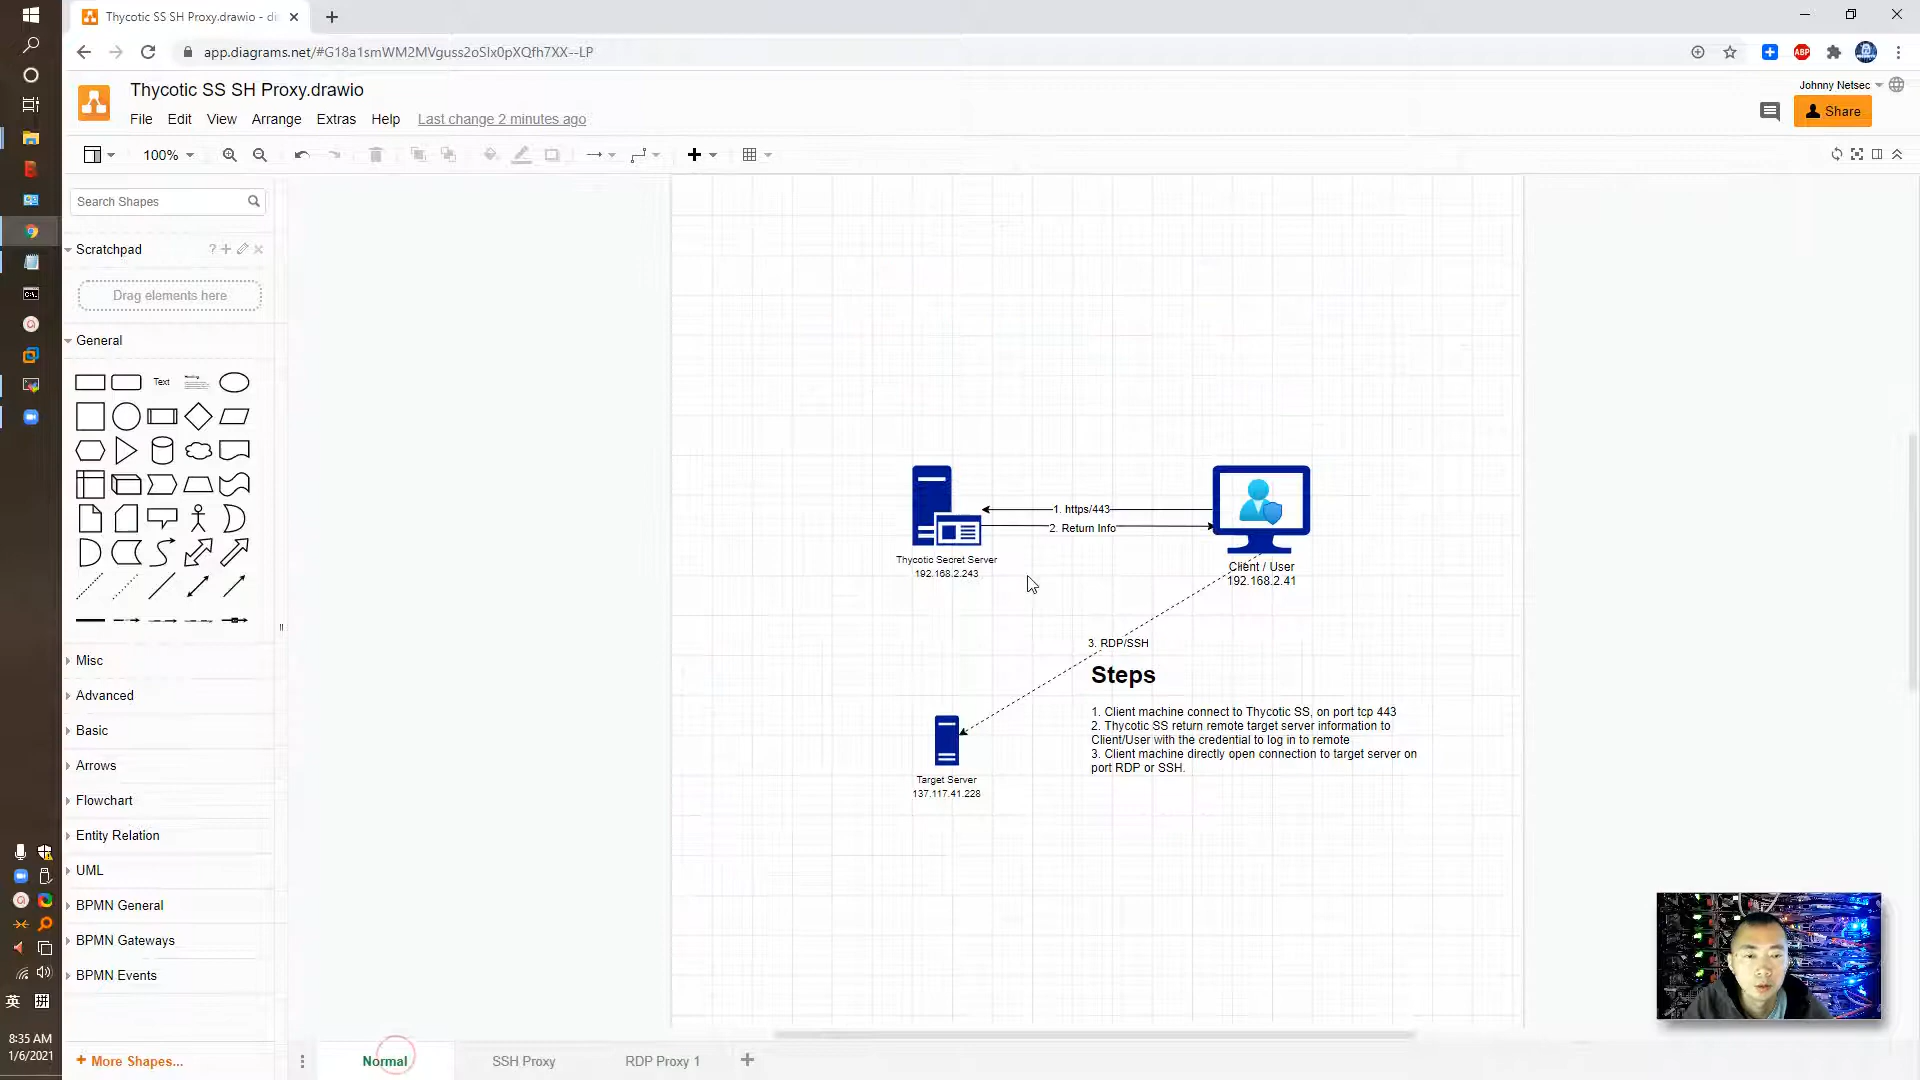 Thycotic SS SH Proxy.drawio - di
app.diagrams.net/#G18a1smWM2MVguss2oSIx0pXQfh7XX--LP
ABP
Thycotic SS SH Proxy.drawio
Johnny Netsec
File Edit View Arrange Extras Help Last change 2 minutes ago
Share
100%
Search Shapes
Scratchpad
?
Drag elements here
General
Text
Heading
Misc
Advanced
Basic
Arrows
Flowchart
Entity Relation
UML
BPMN General
BPMN Gateways
BPMN Events
+ More Shapes...
1. https/443
2. Return Info
Thycotic Secret Server
192.168.2.243
Client / User
192.168.2.41
3. RDP/SSH
Steps
1. Client machine connect to Thycotic SS, on port tcp 443
2. Thycotic SS return remote target server information to
Client/User with the credential to log in to remote
3. Client machine directly open connection to target server on
port RDP or SSH.
Target Server
137.117.41.228
Normal SSH Proxy RDP Proxy 1
英 拼
8:35 AM
1/6/2021